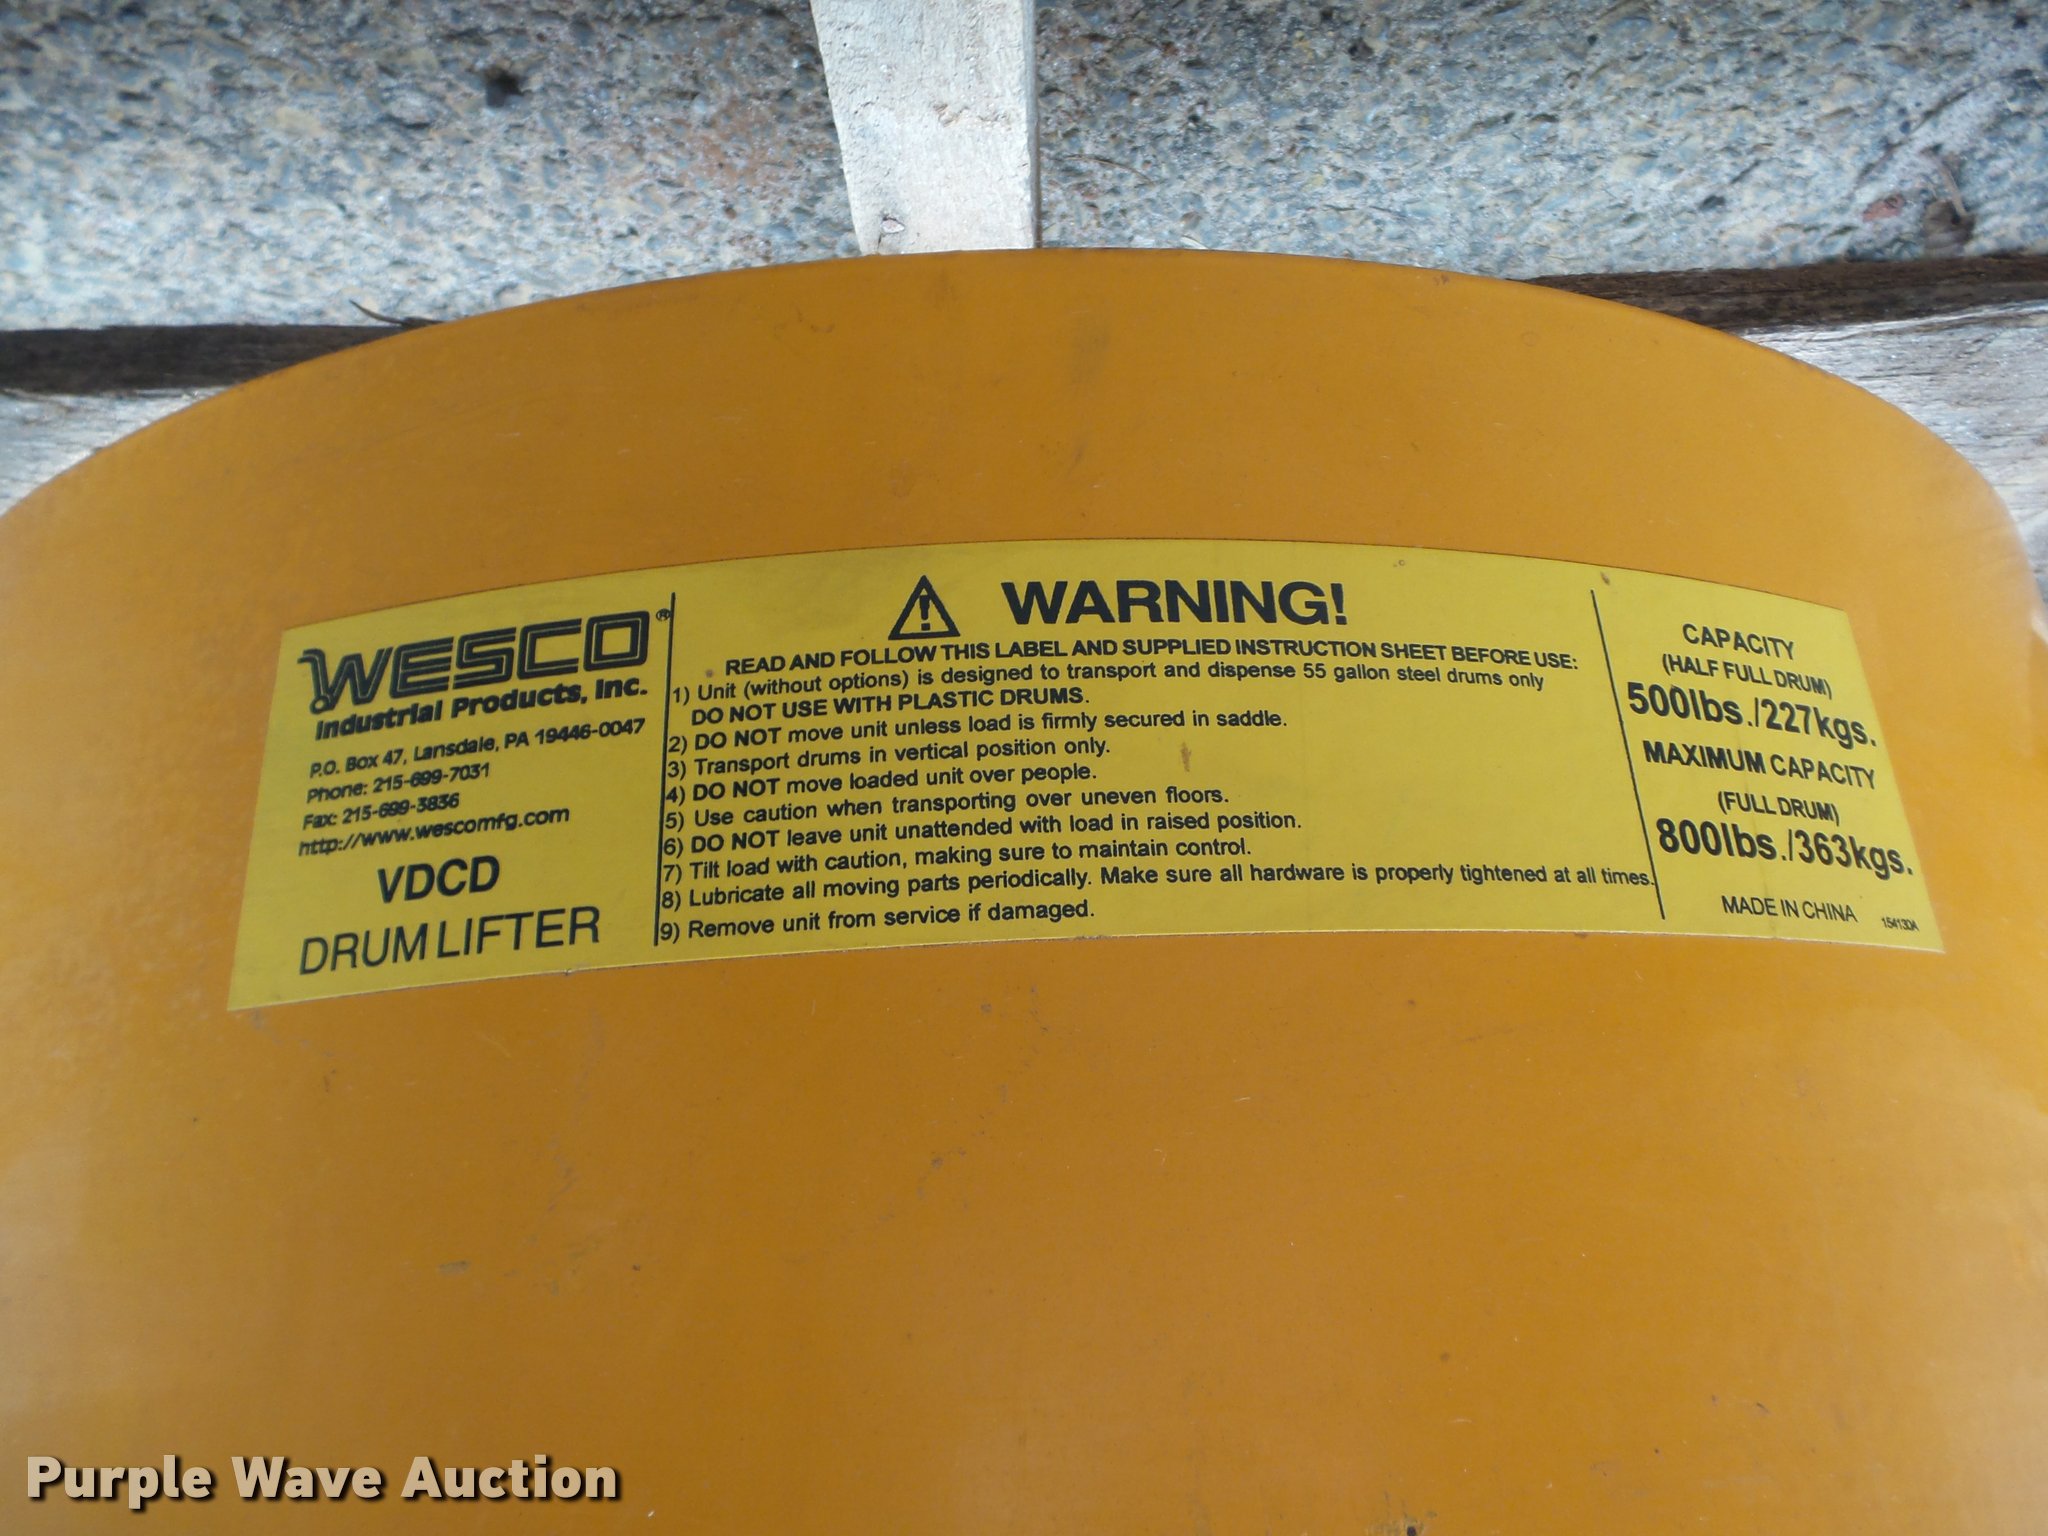 WESCO®
Industrial Products, Inc.
P.O. Box 47, Lansdale, PA 19446-0047
Phone: 215-699-7031
Fax: 215-699-3836
http://www.wescomfg.com
VDCD
DRUM LIFTER
WARNING!
READ AND FOLLOW THIS LABEL AND SUPPLIED INSTRUCTION SHEET BEFORE USE:
1) Unit (without options) is designed to transport and dispense 55 gallon steel drums only
DO NOT USE WITH PLASTIC DRUMS.
2) DO NOT move unit unless load is firmly secured in saddle.
3) Transport drums in vertical position only.
4) DO NOT move loaded unit over people.
5) Use caution when transporting over uneven floors.
6) DO NOT leave unit unattended with load in raised position.
7) Tilt load with caution, making sure to maintain control.
8) Lubricate all moving parts periodically. Make sure all hardware is properly tightened at all times.
9) Remove unit from service if damaged.
CAPACITY
(HALF FULL DRUM)
500lbs./227kgs.
MAXIMUM CAPACITY
(FULL DRUM)
800lbs./363kgs.
MADE IN CHINA
154130A
Purple Wave Auction